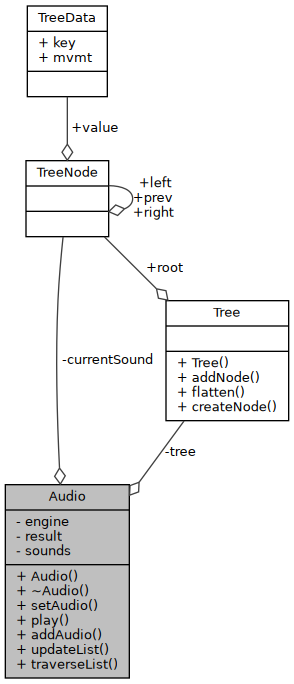 TreeData
+ key
+ mvmt
+value
TreeNode
+left
+prev
+right
+root
Tree
+ Tree()
+ addNode()
+ flatten()
+ createNode()
-currentSound
-tree
Audio
- engine
- result
- sounds
+ Audio()
+ ~Audio()
+ setAudio()
+ play()
+ addAudio()
+ updateList()
+ traverseList()